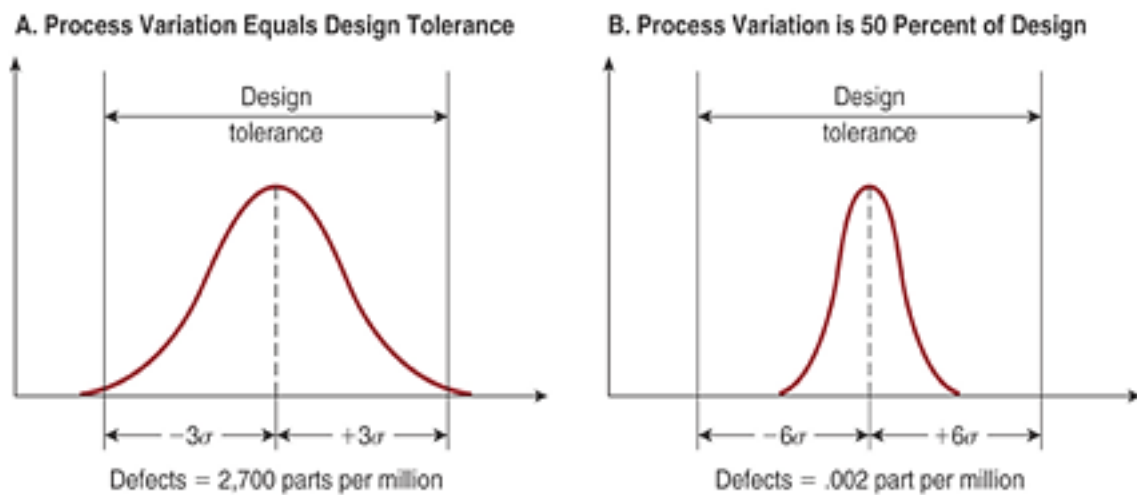 A. Process Variation Equals Design Tolerance
Design
tolerance
−3σ
+3σ
Defects = 2,700 parts per million
B. Process Variation is 50 Percent of Design
Design
tolerance
−6σ
+6σ
Defects = .002 part per million